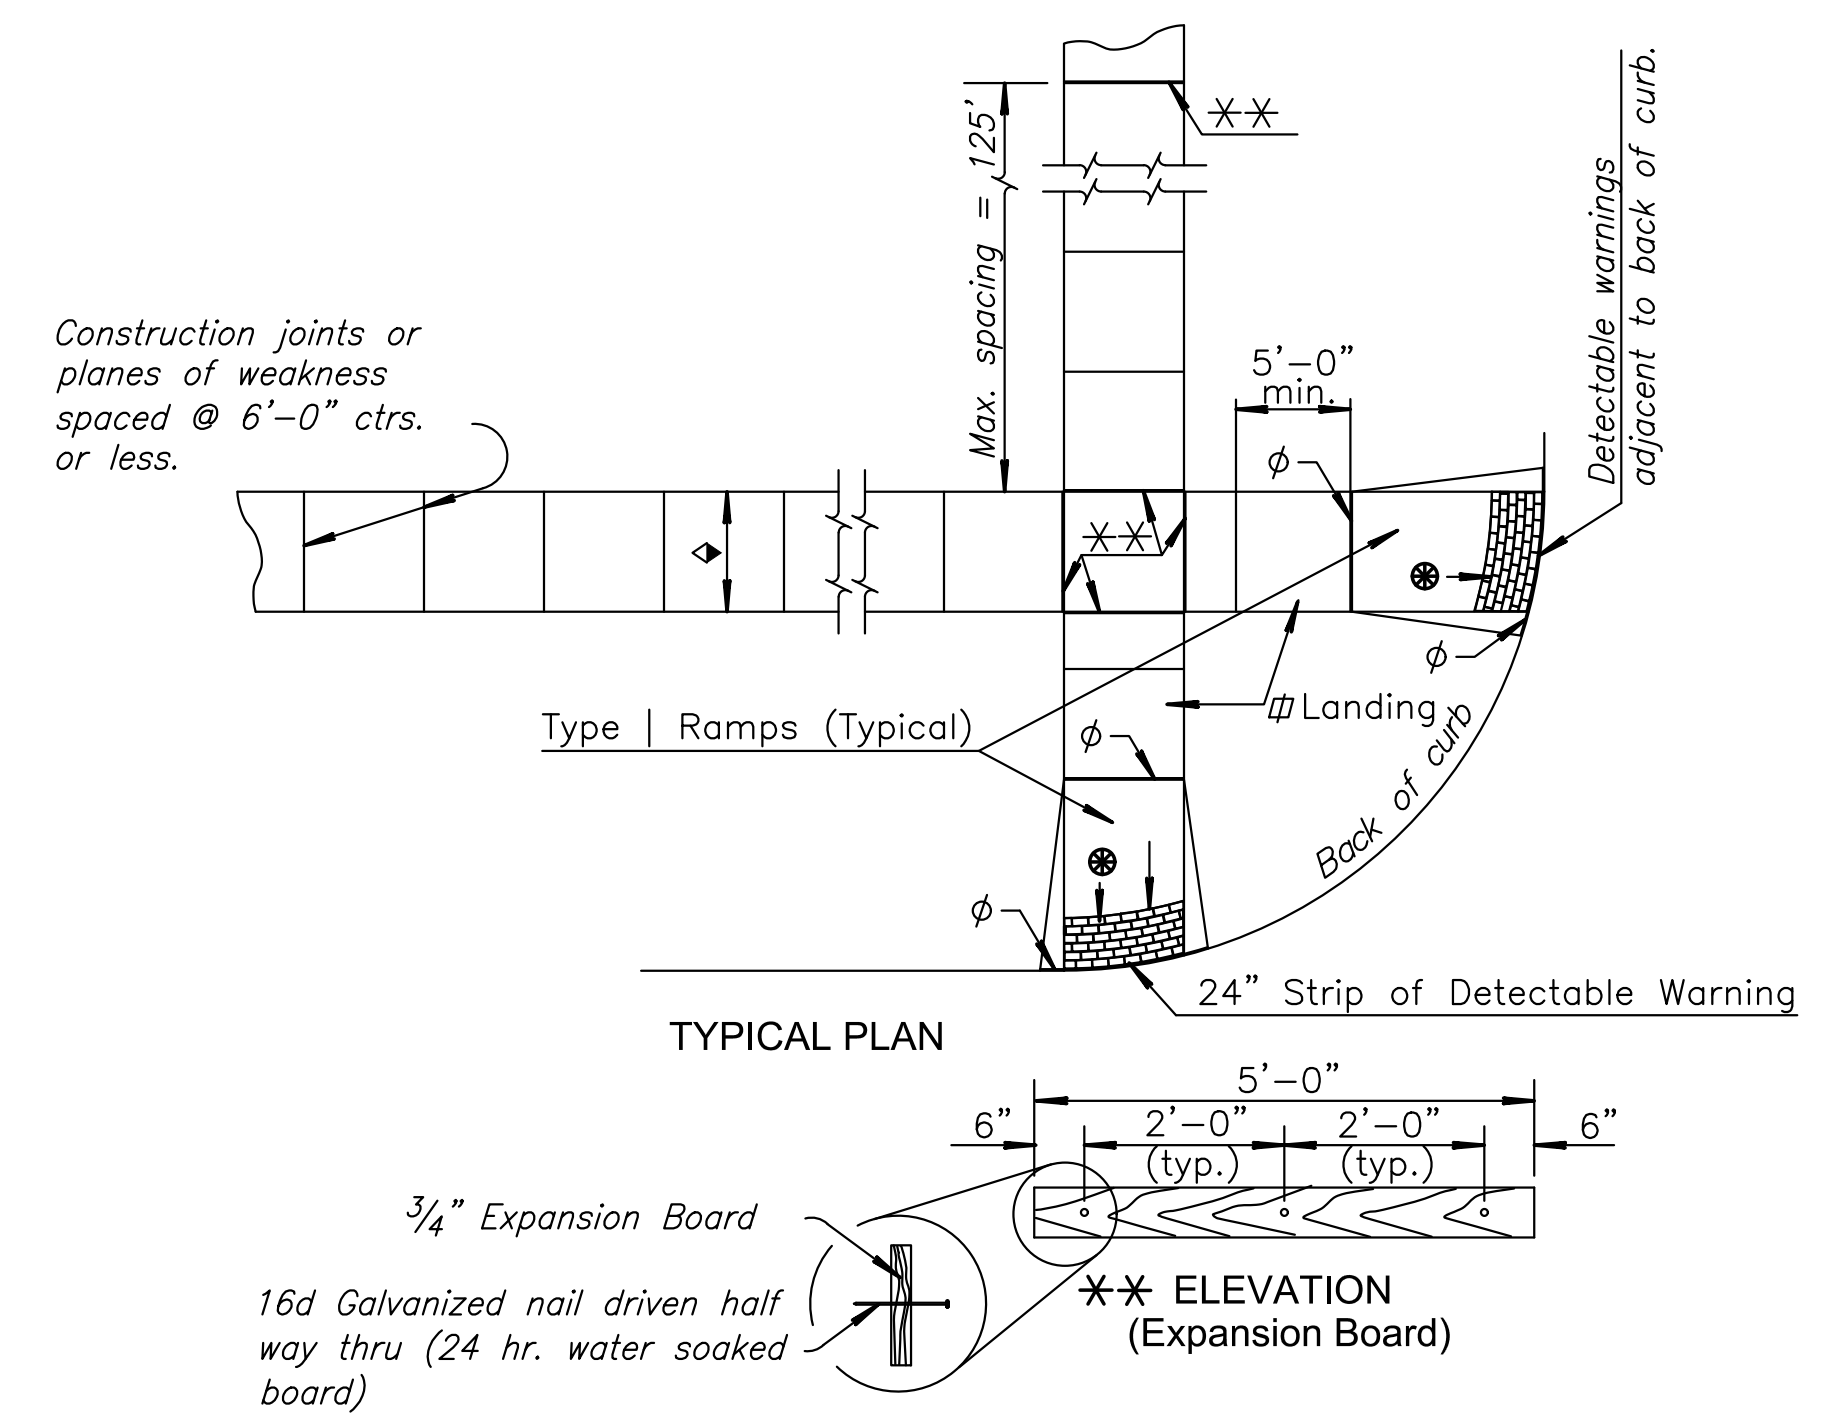 **
Max. spacing = 125'
Detectable warnings
adjacent to back of curb.
Construction joints or
planes of weakness
spaced @ 6'-0" ctrs.
or less.
5'-0"
min.
ϕ
**
ϕ
Landing
Type 1 Ramps (Typical)
ϕ
Back of curb
ϕ
24" Strip of Detectable Warning
TYPICAL PLAN
5'-0"
6" 2'-0" 2'-0" 6"
(typ.) (typ.)
3/4" Expansion Board
16d Galvanized nail driven half
way thru (24 hr. water soaked
board)
** ELEVATION
(Expansion Board)